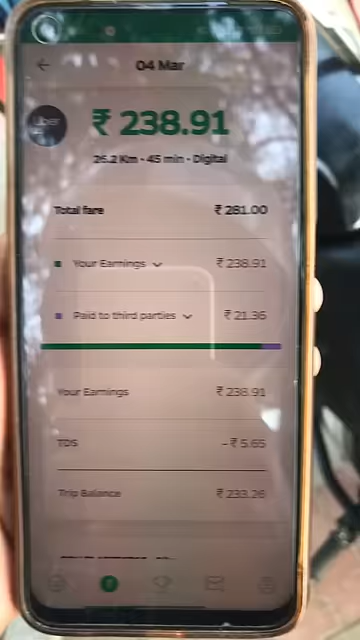 04 Mar
Uber
₹ 238.91
26.2 Km · 45 min · Digital
Total fare ₹ 281.00
Your Earnings ₹ 238.91
Paid to third parties ₹ 21.36
Your Earnings ₹ 238.91
TDS -₹ 5.65
Trip Balance ₹ 233.26